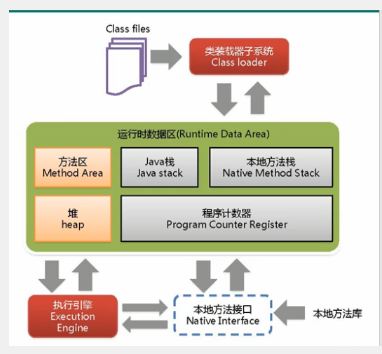 Class files
类装载器子系统
Class loader
运行时数据区(Runtime Data Area)
方法区
Method Area
Java栈
Java stack
本地方法栈
Native Method Stack
堆
heap
程序计数器
Program Counter Register
执行引擎
Execution
Engine
本地方法接口
Native Interface
本地方法库